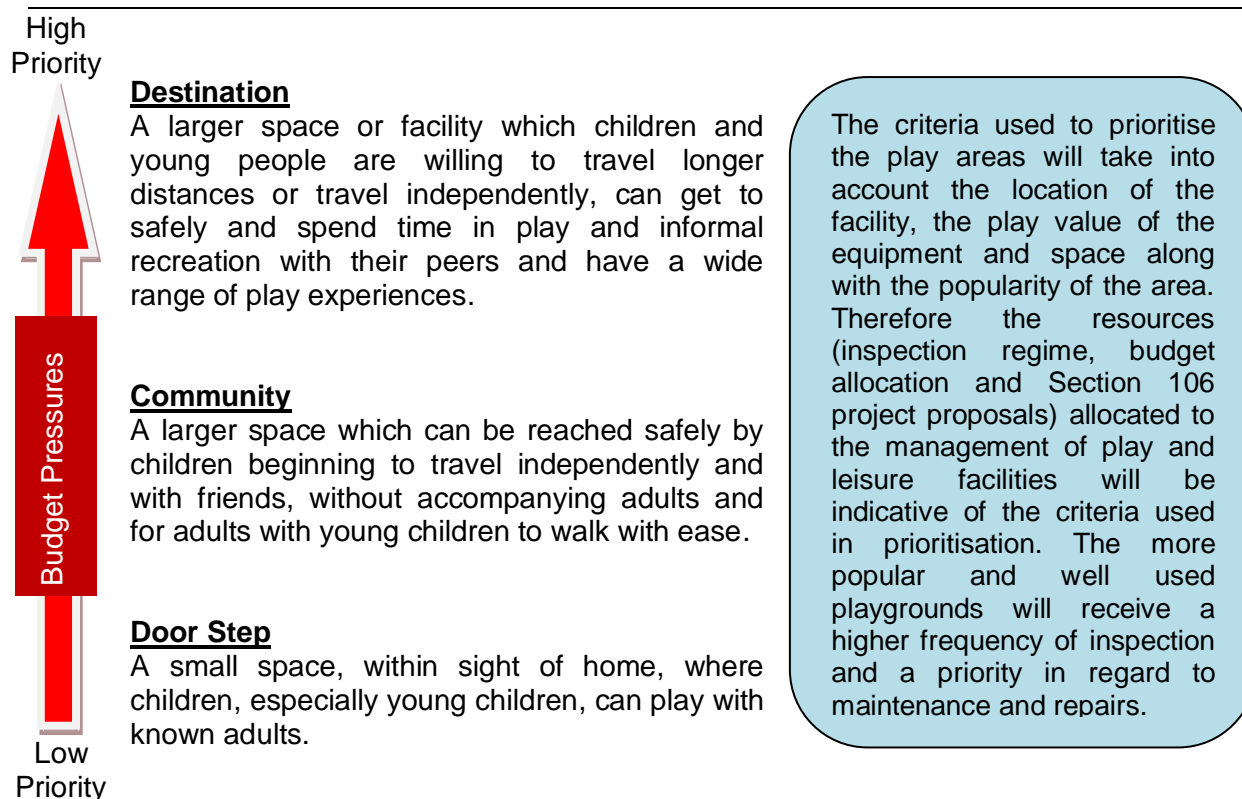 High
Priority
Destination
A larger space or facility which children and
young people are willing to travel longer
distances or travel independently, can get to
safely and spend time in play and informal
recreation with their peers and have a wide
range of play experiences.
Budget Pressures
Community
A larger space which can be reached safely by
children beginning to travel independently and
with friends, without accompanying adults and
for adults with young children to walk with ease.
Door Step
A small space, within sight of home, where
children, especially young children, can play with
known adults.
Low
Priority
The criteria used to prioritise
the play areas will take into
account the location of the
facility, the play value of the
equipment and space along
with the popularity of the area.
Therefore the resources
(inspection regime, budget
allocation and Section 106
project proposals) allocated to
the management of play and
leisure facilities will be
indicative of the criteria used
in prioritisation. The more
popular and well used
playgrounds will receive a
higher frequency of inspection
and a priority in regard to
maintenance and repairs.